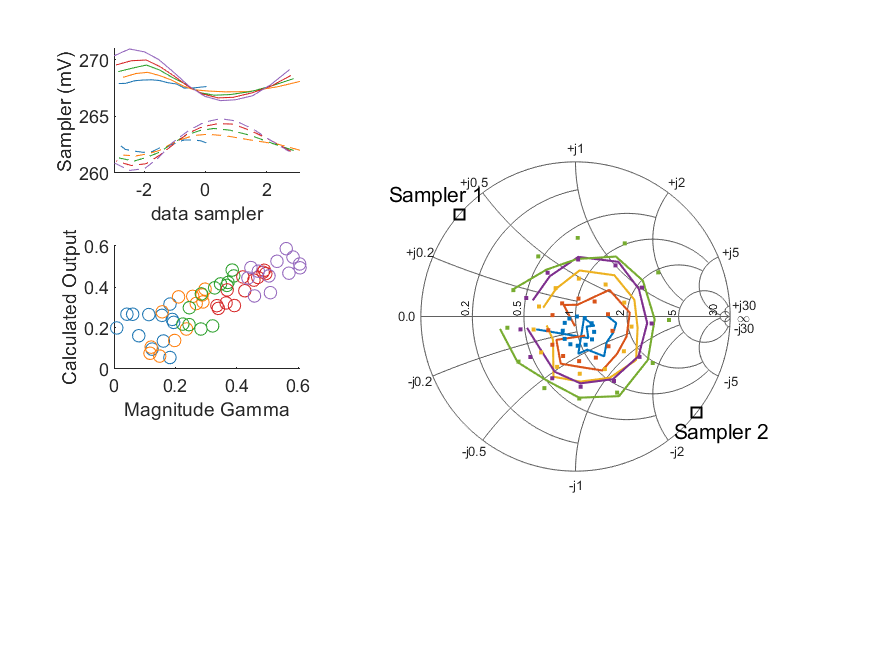 270
265
260
Sampler (mV)
-2
0
2
data sampler
0.6
0.4
0.2
0
Calculated Output
0
0.2
0.4
0.6
Magnitude Gamma
+j1
+j0.5
+j2
Sampler 1
+j0.2
+j5
0.0
0.2
0.5
1
2
5
30
+j30
∞
-j30
-j0.2
-j5
Sampler 2
-j0.5
-j2
-j1